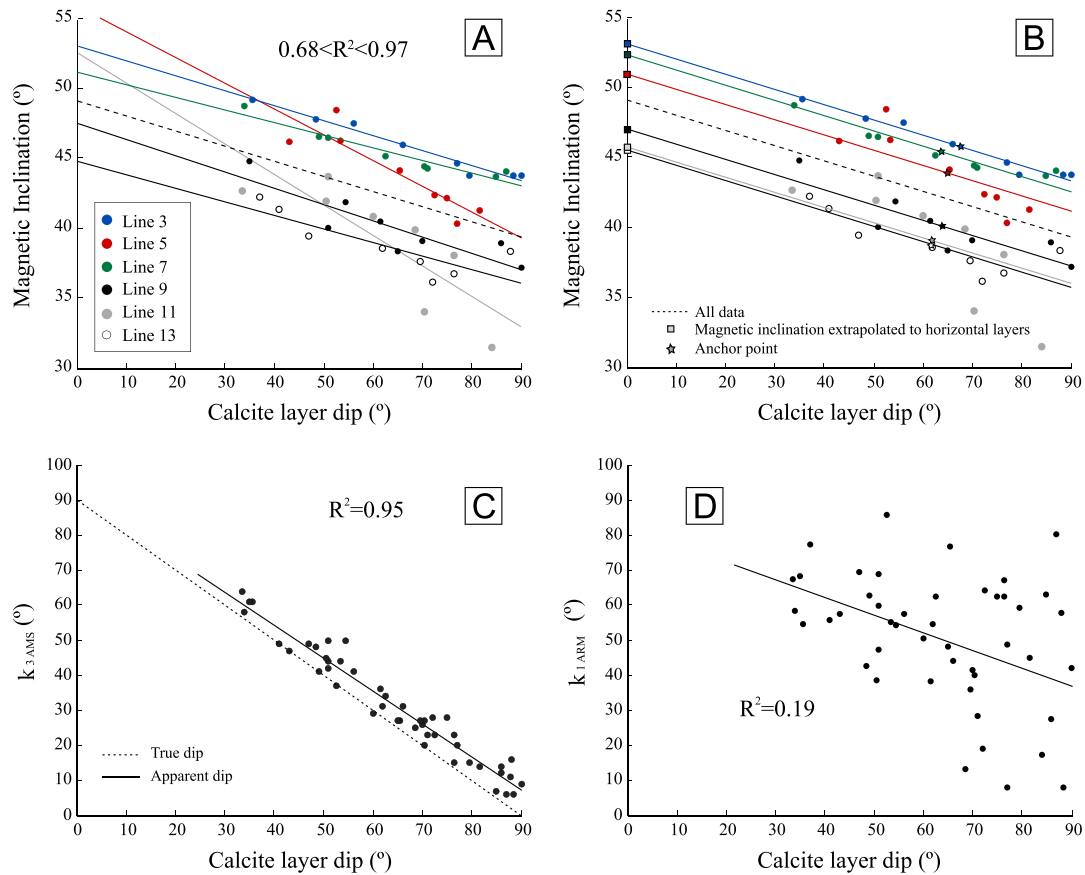 A
0.68<R²<0.97
Magnetic Inclination (º)
55
50
45
40
35
30
Line 3
Line 5
Line 7
Line 9
Line 11
Line 13
0 10 20 30 40 50 60 70 80 90
Calcite layer dip (º)
B
Magnetic Inclination (º)
55
50
45
40
35
30
All data
Magnetic inclination extrapolated to horizontal layers
Anchor point
0 10 20 30 40 50 60 70 80 90
Calcite layer dip (º)
C
R²=0.95
k 3 AMS (º)
100
90
80
70
60
50
40
30
20
10
0
True dip
Apparent dip
0 10 20 30 40 50 60 70 80 90
Calcite layer dip (º)
D
R²=0.19
k 1 ARM (º)
100
90
80
70
60
50
40
30
20
10
0
0 10 20 30 40 50 60 70 80 90
Calcite layer dip (º)